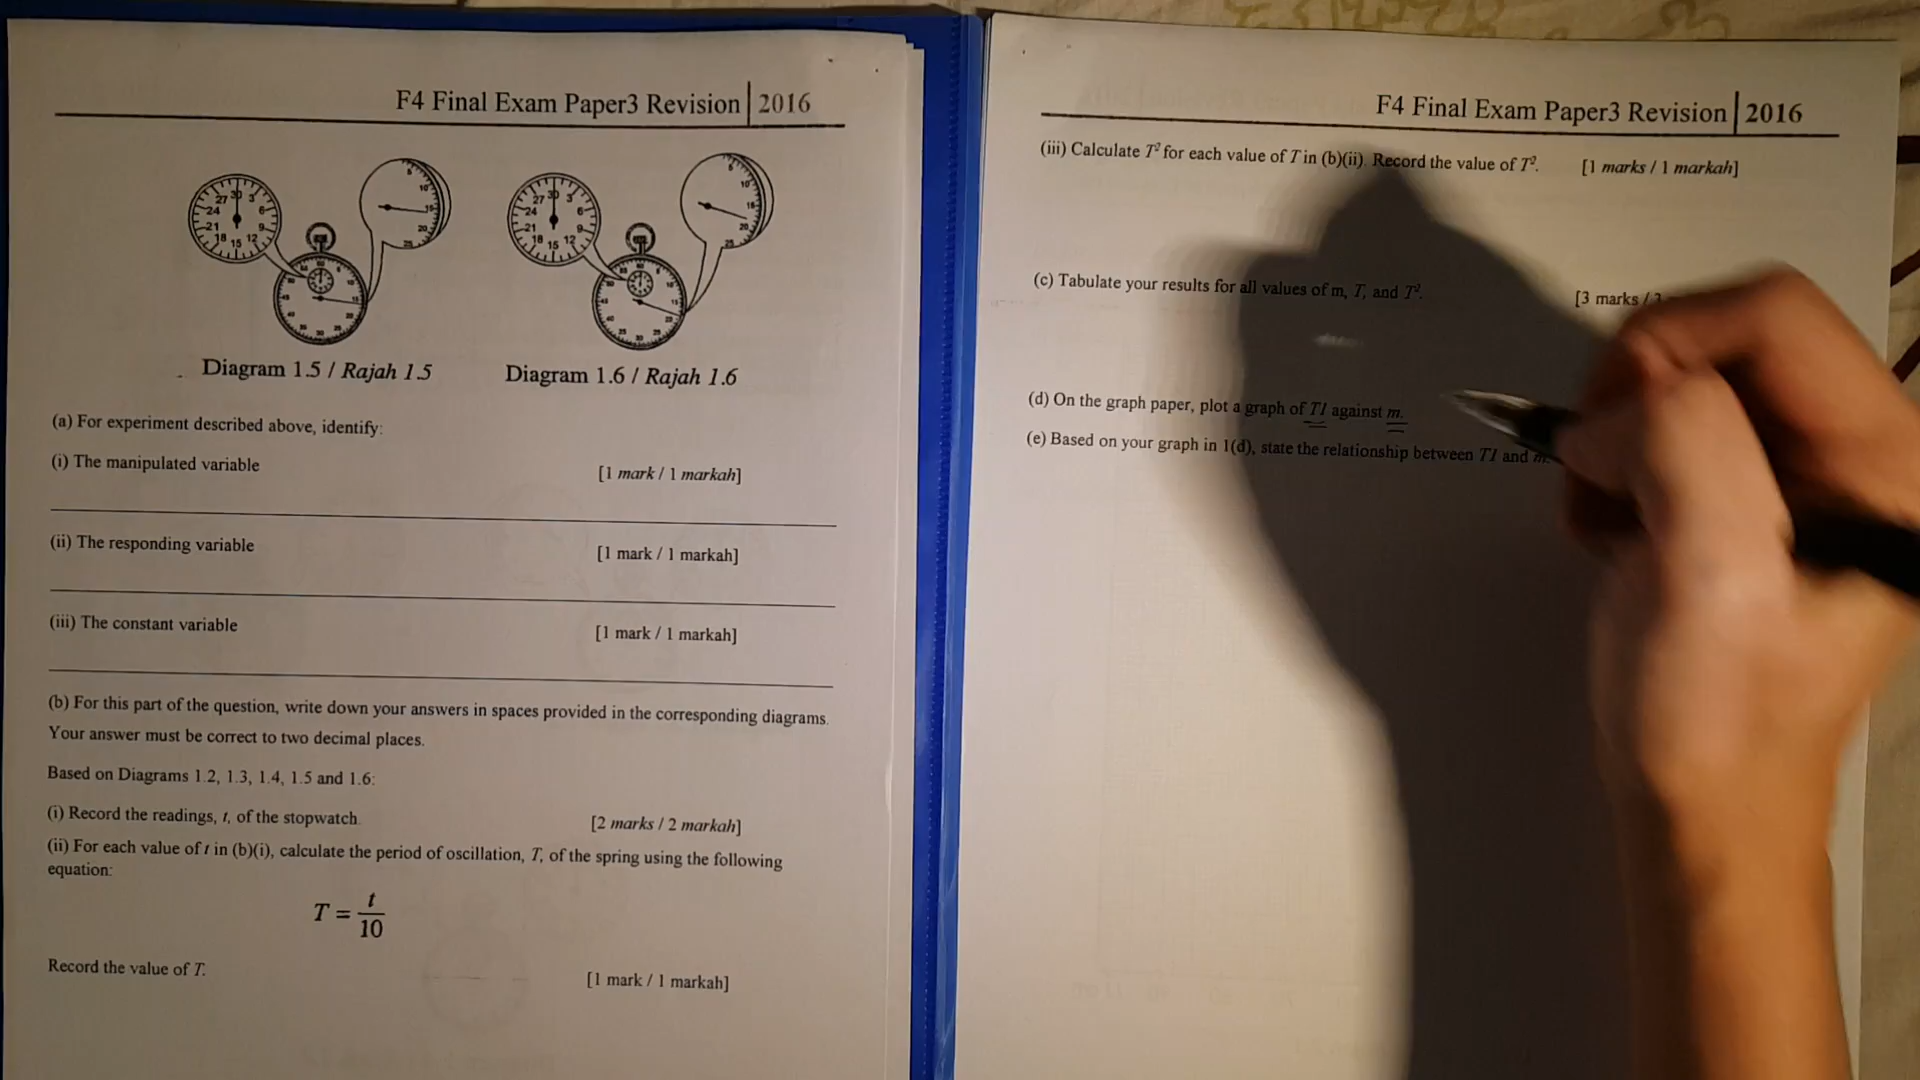 F4 Final Exam Paper3 Revision 2016
Diagram 1.5 / Rajah 1.5
Diagram 1.6 / Rajah 1.6
(a) For experiment described above, identify:
(i) The manipulated variable [1 mark / 1 markah]
(ii) The responding variable [1 mark / 1 markah]
(iii) The constant variable [1 mark / 1 markah]
(b) For this part of the question, write down your answers in spaces provided in the corresponding diagrams.
Your answer must be correct to two decimal places.
Based on Diagrams 1.2, 1.3, 1.4, 1.5 and 1.6:
(i) Record the readings, t, of the stopwatch. [2 marks / 2 markah]
(ii) For each value of t in (b)(i), calculate the period of oscillation, T, of the spring using the following
equation:
T = t/10
Record the value of T. [1 mark / 1 markah]
F4 Final Exam Paper3 Revision 2016
(iii) Calculate T² for each value of T in (b)(ii). Record the value of T². [1 marks / 1 markah]
(c) Tabulate your results for all values of m, T, and T². [3 marks /
(d) On the graph paper, plot a graph of T1 against m.
(e) Based on your graph in 1(d), state the relationship between T1 and m.